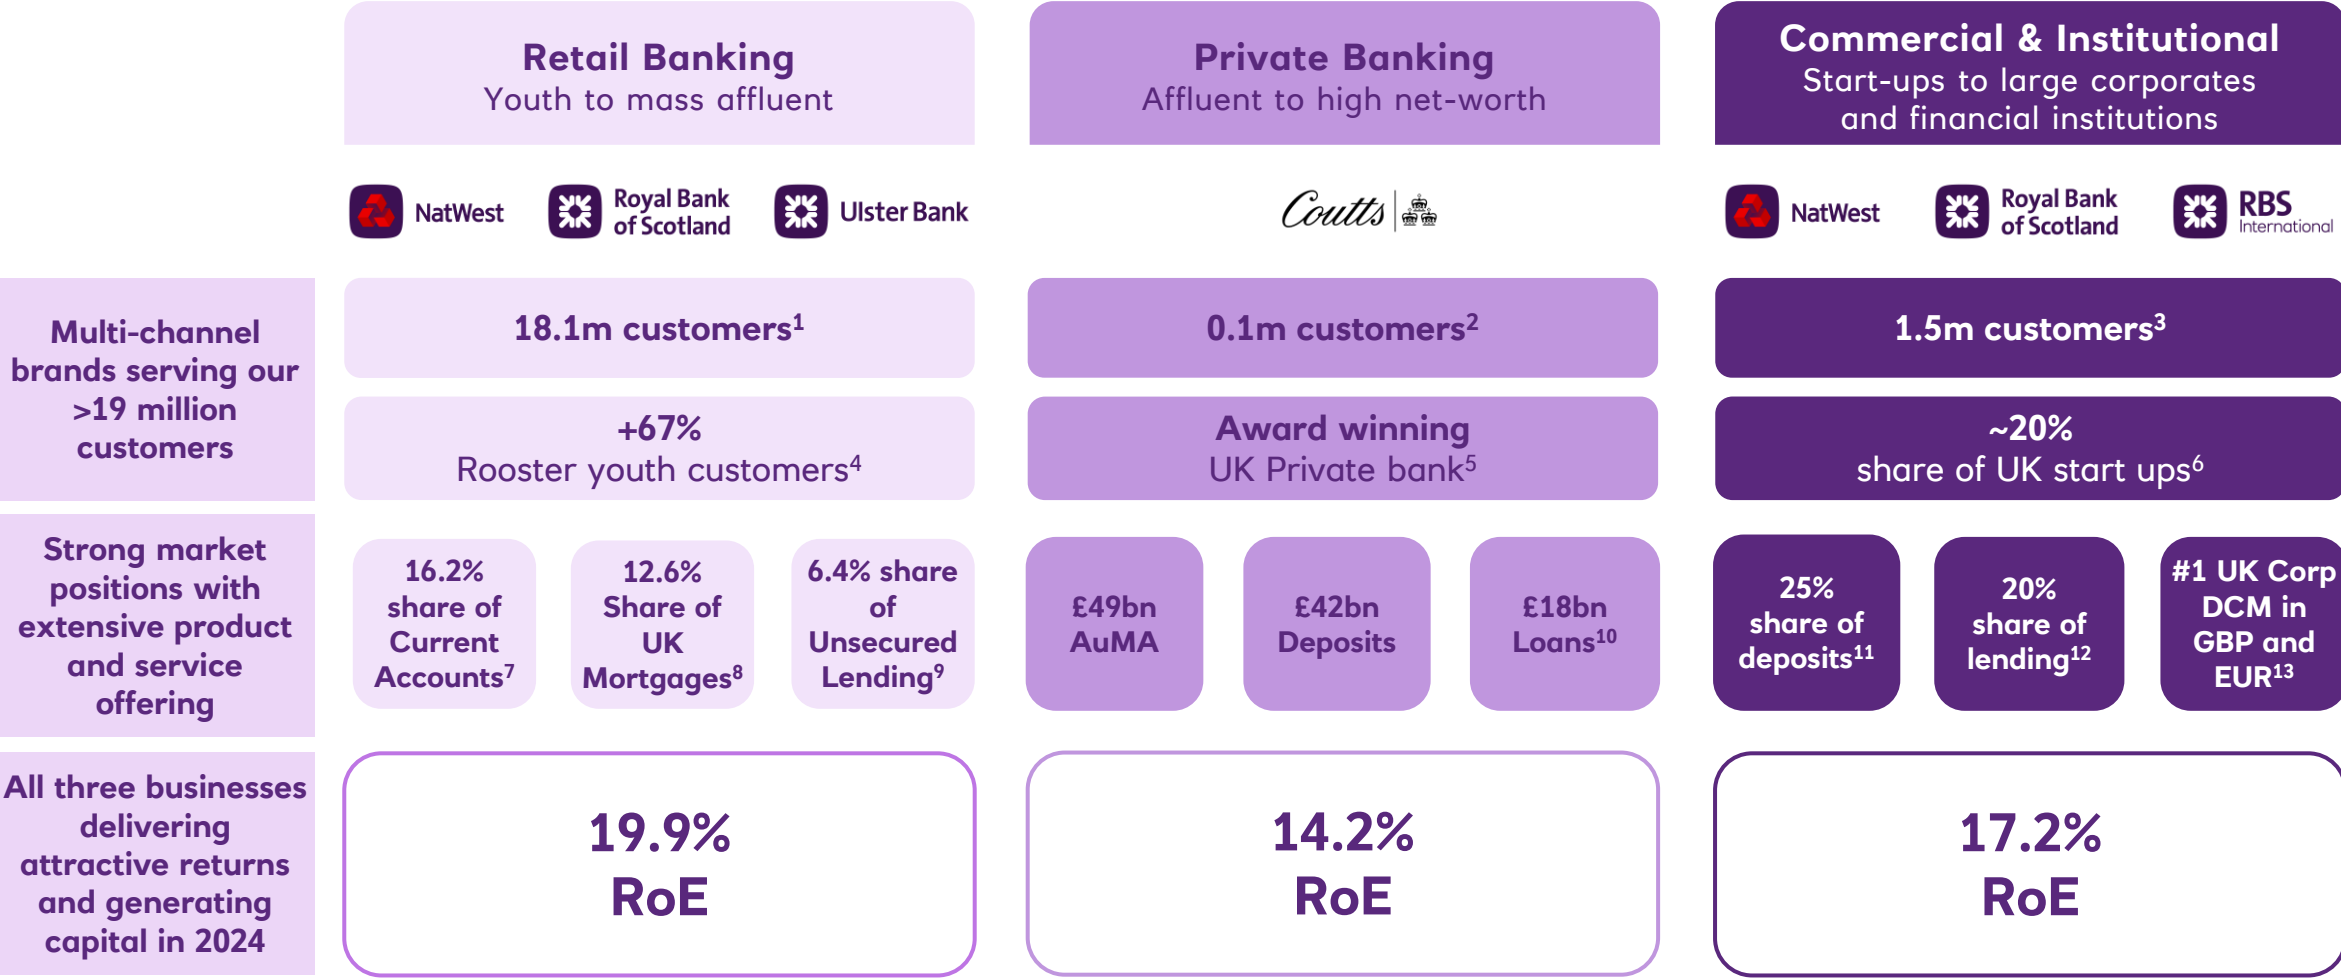 Retail Banking
Youth to mass affluent
Private Banking
Affluent to high net-worth
Commercial & Institutional
Start-ups to large corporates
and financial institutions
NatWest
Royal Bank
of Scotland
Ulster Bank
Coutts
NatWest
Royal Bank
of Scotland
RBS
International
Multi-channel
brands serving our
>19 million
customers
18.1m customers¹
0.1m customers²
1.5m customers³
+67%
Rooster youth customers⁴
Award winning
UK Private bank⁵
~20%
share of UK start ups⁶
Strong market
positions with
extensive product
and service
offering
16.2%
share of
Current
Accounts⁷
12.6%
Share of
UK
Mortgages⁸
6.4% share
of
Unsecured
Lending⁹
£49bn
AuMA
£42bn
Deposits
£18bn
Loans¹⁰
25%
share of
deposits¹¹
20%
share of
lending¹²
#1 UK Corp
DCM in
GBP and
EUR¹³
All three businesses
delivering
attractive returns
and generating
capital in 2024
19.9%
RoE
14.2%
RoE
17.2%
RoE